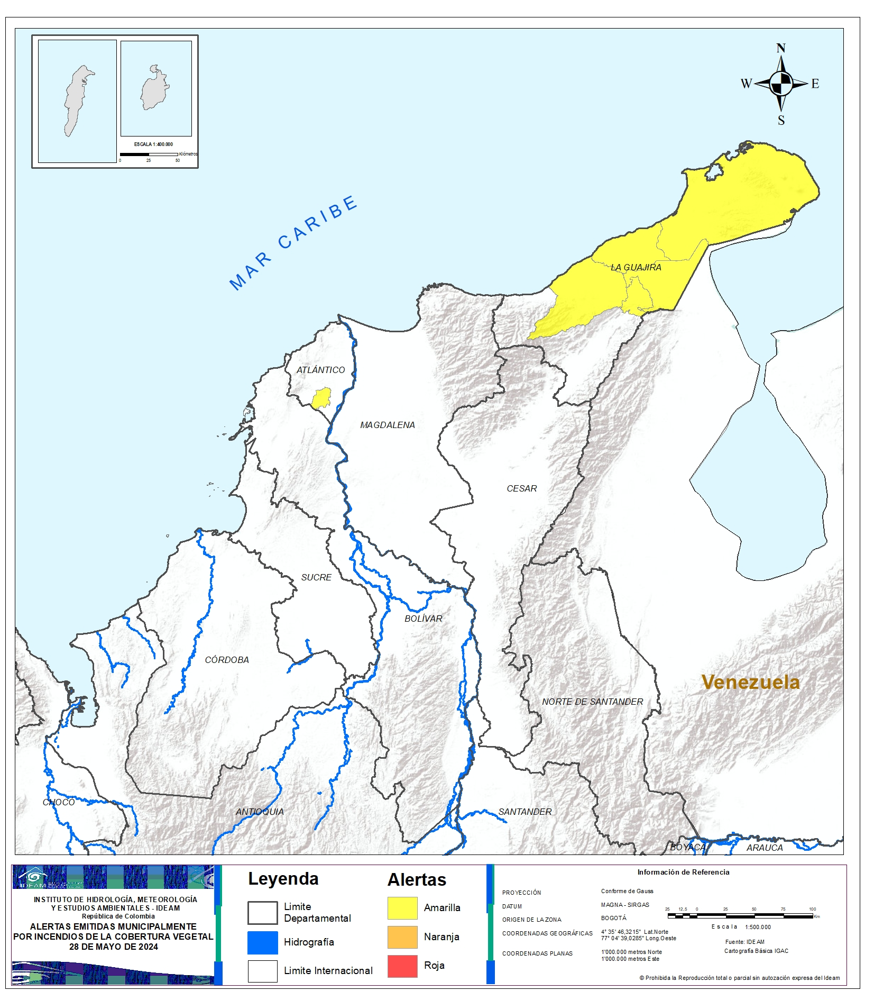 ESCALA 1:400.000
Kilómetros
0 25 50
N
W E
S
MAR CARIBE
LA GUAJIRA
ATLÁNTICO
MAGDALENA
CESAR
SUCRE
BOLÍVAR
CÓRDOBA
Venezuela
NORTE DE SANTANDER
CHOCÓ
ANTIOQUIA
SANTANDER
BOYACÁ
ARAUCA
IDEAM
INSTITUTO DE HIDROLOGÍA, METEOROLOGÍA
Y ESTUDIOS AMBIENTALES - IDEAM
República de Colombia
ALERTAS EMITIDAS MUNICIPALMENTE
POR INCENDIOS DE LA COBERTURA VEGETAL
28 DE MAYO DE 2024
Leyenda
Limite
Departamental
Hidrografía
Limite Internacional
Alertas
Amarilla
Naranja
Roja
Información de Referencia
PROYECCIÓN Conforme de Gauss
DATUM MAGNA - SIRGAS
ORIGEN DE LA ZONA BOGOTÁ
COORDENADAS GEOGRÁFICAS 4° 35' 46,3215" Lat.Norte
77° 04' 39,0285" Long.Oeste
COORDENADAS PLANAS 1'000.000 metros Norte
1'000.000 metros Este
25 12,5 0 25 50 75 100
Km
Escala 1:500.000
Fuente: IDEAM
Cartografía Básica IGAC
© Prohibida la Reproducción total o parcial sin autozación expresa del Ideam